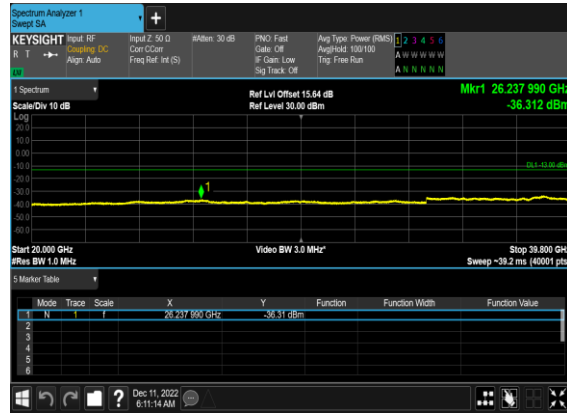 Spectrum Analyzer 1
Swept SA
+
KEYSIGHT Input: RF Input Z: 50 Ω #Atten: 30 dB PNO: Fast Avg Type: Power (RMS) 1 2 3 4 5 6
R T Coupling: DC Corr CCorr Gate: Off Avg|Hold: 100/100 A W W W W W
Align: Auto Freq Ref: Int (S) IF Gain: Low Trig: Free Run
LW Sig Track: Off A N N N N N
1 Spectrum Ref Lvl Offset 15.64 dB Mkr1 26.237 990 GHz
Scale/Div 10 dB Ref Level 30.00 dBm -36.312 dBm
Log
20.0
10.0
0.00
-10.0
DL1 -13.00 dBm
-20.0
-30.0
1
-40.0
-50.0
-60.0
Start 20.000 GHz Video BW 3.0 MHz* Stop 39.800 GHz
#Res BW 1.0 MHz Sweep ~39.2 ms (40001 pts
5 Marker Table
Mode Trace Scale X Y Function Function Width Function Value
1 N 1 f 26.237 990 GHz -36.31 dBm
2
3
4
5
6
? Dec 11, 2022
6:11:14 AM